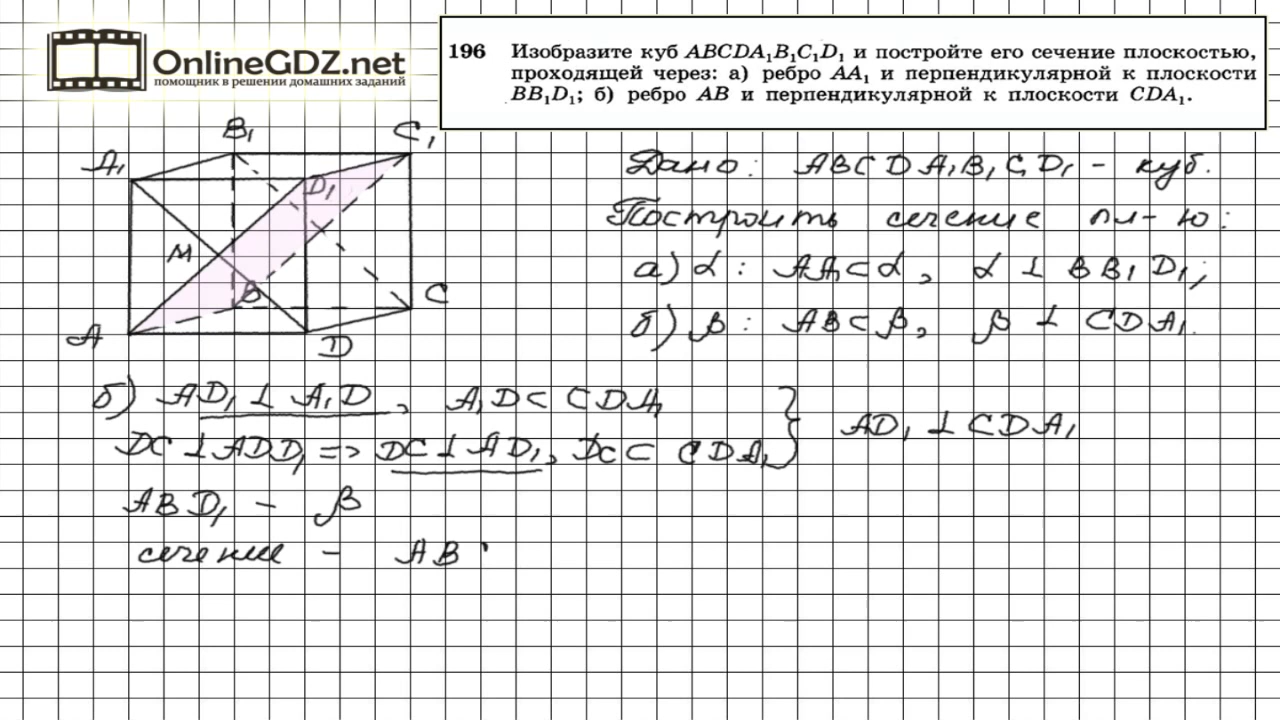 OnlineGDZ.net
помощник в решении домашних заданий
196 Изобразите куб ABCDA₁B₁C₁D₁ и постройте его сечение плоскостью,
проходящей через: а) ребро AA₁ и перпендикулярной к плоскости
BB₁D₁; б) ребро AB и перпендикулярной к плоскости CDA₁.
B₁
C₁
A₁
D₁
M
B
C
A
D
Дано: ABCDA₁B₁C₁D₁ - куб.
Построить сечение пл-ю:
а) α: AA₁⊂α, α ⊥ BB₁D₁;
б) β: AB⊂β, β ⊥ CDA₁.
б) AD₁ ⊥ A₁D, A₁D⊂CDA₁
DC⊥ADD₁ => DC⊥AD₁, DC⊂CDA₁ } AD₁ ⊥ CDA₁
ABD₁ - β
сечение - AB